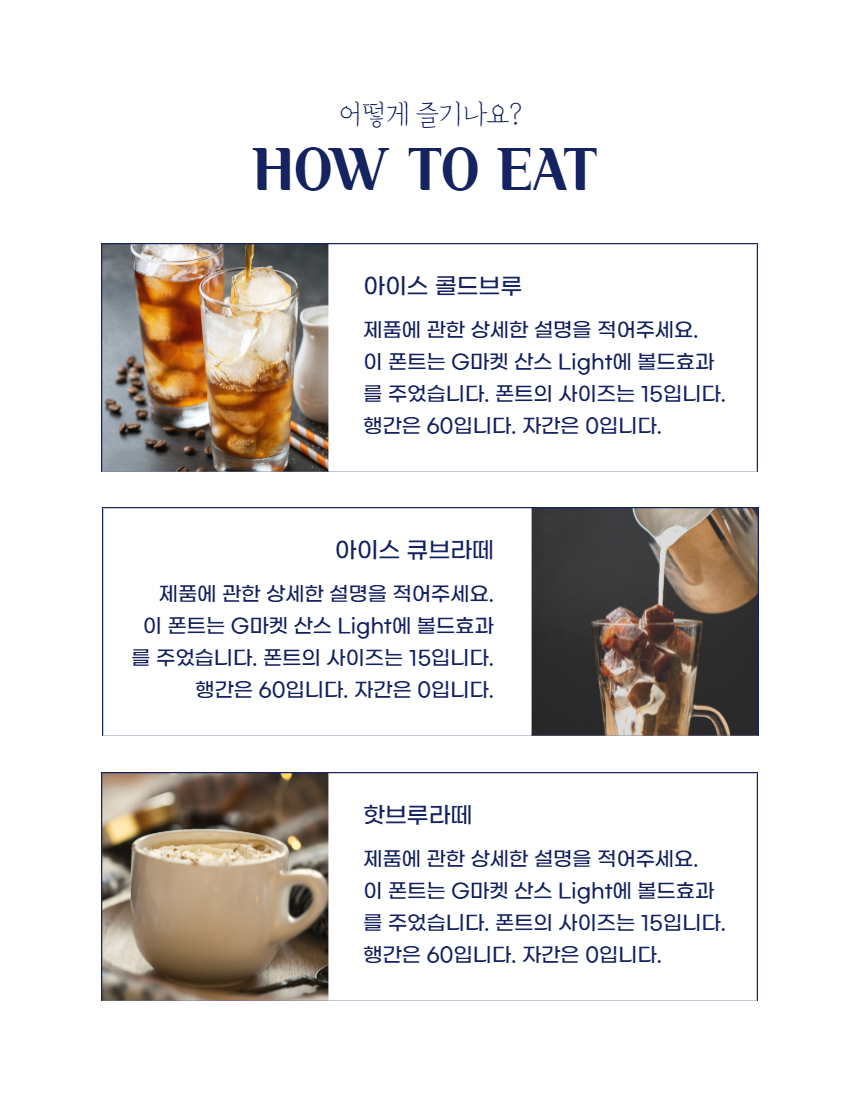 어떻게 즐기나요?
HOW TO EAT
아이스 콜드브루
제품에 관한 상세한 설명을 적어주세요.
이 폰트는 G마켓 산스 Light에 볼드효과
를 주었습니다. 폰트의 사이즈는 15입니다.
행간은 60입니다. 자간은 0입니다.
아이스 큐브라떼
제품에 관한 상세한 설명을 적어주세요.
이 폰트는 G마켓 산스 Light에 볼드효과
를 주었습니다. 폰트의 사이즈는 15입니다.
행간은 60입니다. 자간은 0입니다.
핫브루라떼
제품에 관한 상세한 설명을 적어주세요.
이 폰트는 G마켓 산스 Light에 볼드효과
를 주었습니다. 폰트의 사이즈는 15입니다.
행간은 60입니다. 자간은 0입니다.